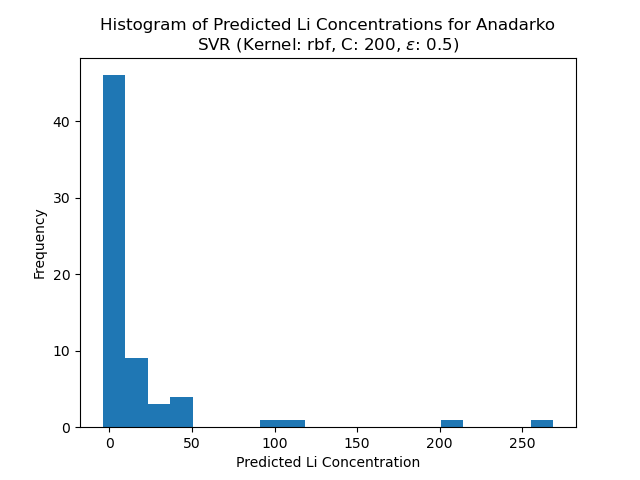 Histogram of Predicted Li Concentrations for Anadarko
SVR (Kernel: rbf, C: 200, ε: 0.5)
Frequency
40
30
20
10
0
0 50 100 150 200 250
Predicted Li Concentration